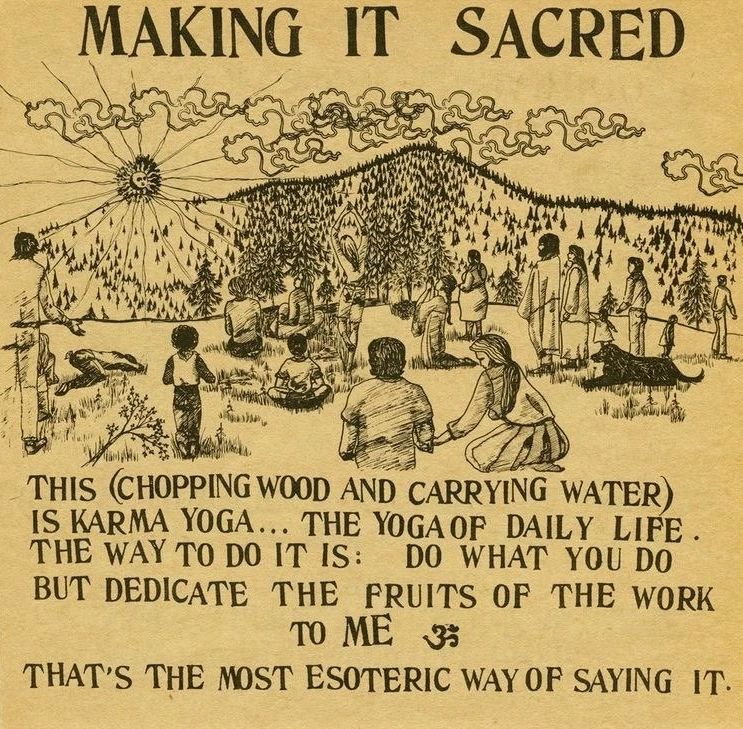 MAKING IT SACRED
THIS (CHOPPING WOOD AND CARRYING WATER)
IS KARMA YOGA... THE YOGA OF DAILY LIFE.
THE WAY TO DO IT IS: DO WHAT YOU DO
BUT DEDICATE THE FRUITS OF THE WORK
TO ME ॐ
THAT'S THE MOST ESOTERIC WAY OF SAYING IT.